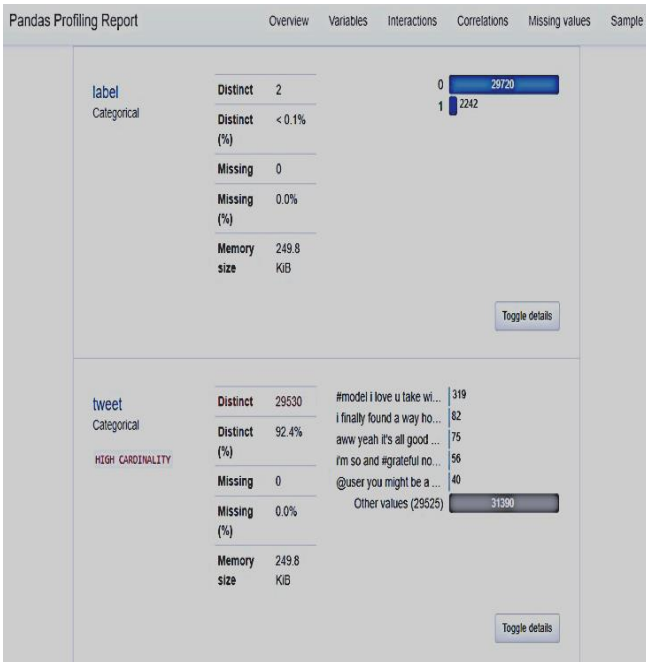 Pandas Profiling Report Overview Variables Interactions Correlations Missing values Sample
label
Categorical
Distinct 2
Distinct (%) < 0.1%
Missing 0
Missing (%) 0.0%
Memory size 249.8 KiB
0 29720
1 2242
Toggle details
tweet
Categorical
HIGH CARDINALITY
Distinct 29530
Distinct (%) 92.4%
Missing 0
Missing (%) 0.0%
Memory size 249.8 KiB
#model i love u take wi... 319
i finally found a way ho... 82
aww yeah it's all good ... 75
i'm so and #grateful no... 56
@user you might be a ... 40
Other values (29525) 31390
Toggle details